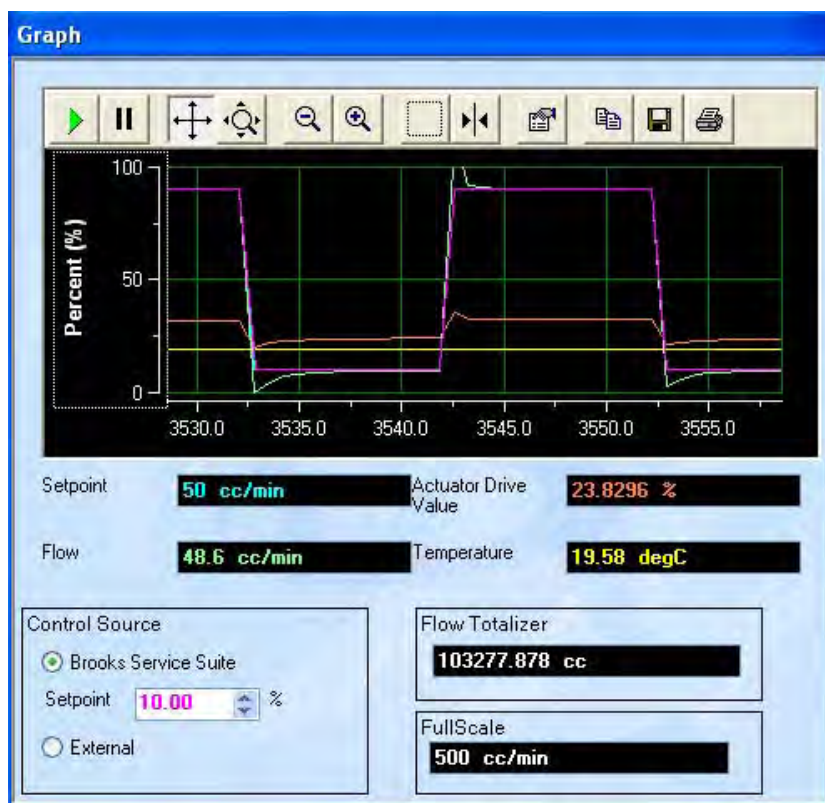 Graph
100
50
0
Percent (%)
3530.0 3535.0 3540.0 3545.0 3550.0 3555.0
Setpoint 50 cc/min Actuator Drive Value 23.8296 %
Flow 48.6 cc/min Temperature 19.58 degC
Control Source
Brooks Service Suite
Setpoint 10.00 %
External
Flow Totalizer
103277.878 cc
FullScale
500 cc/min